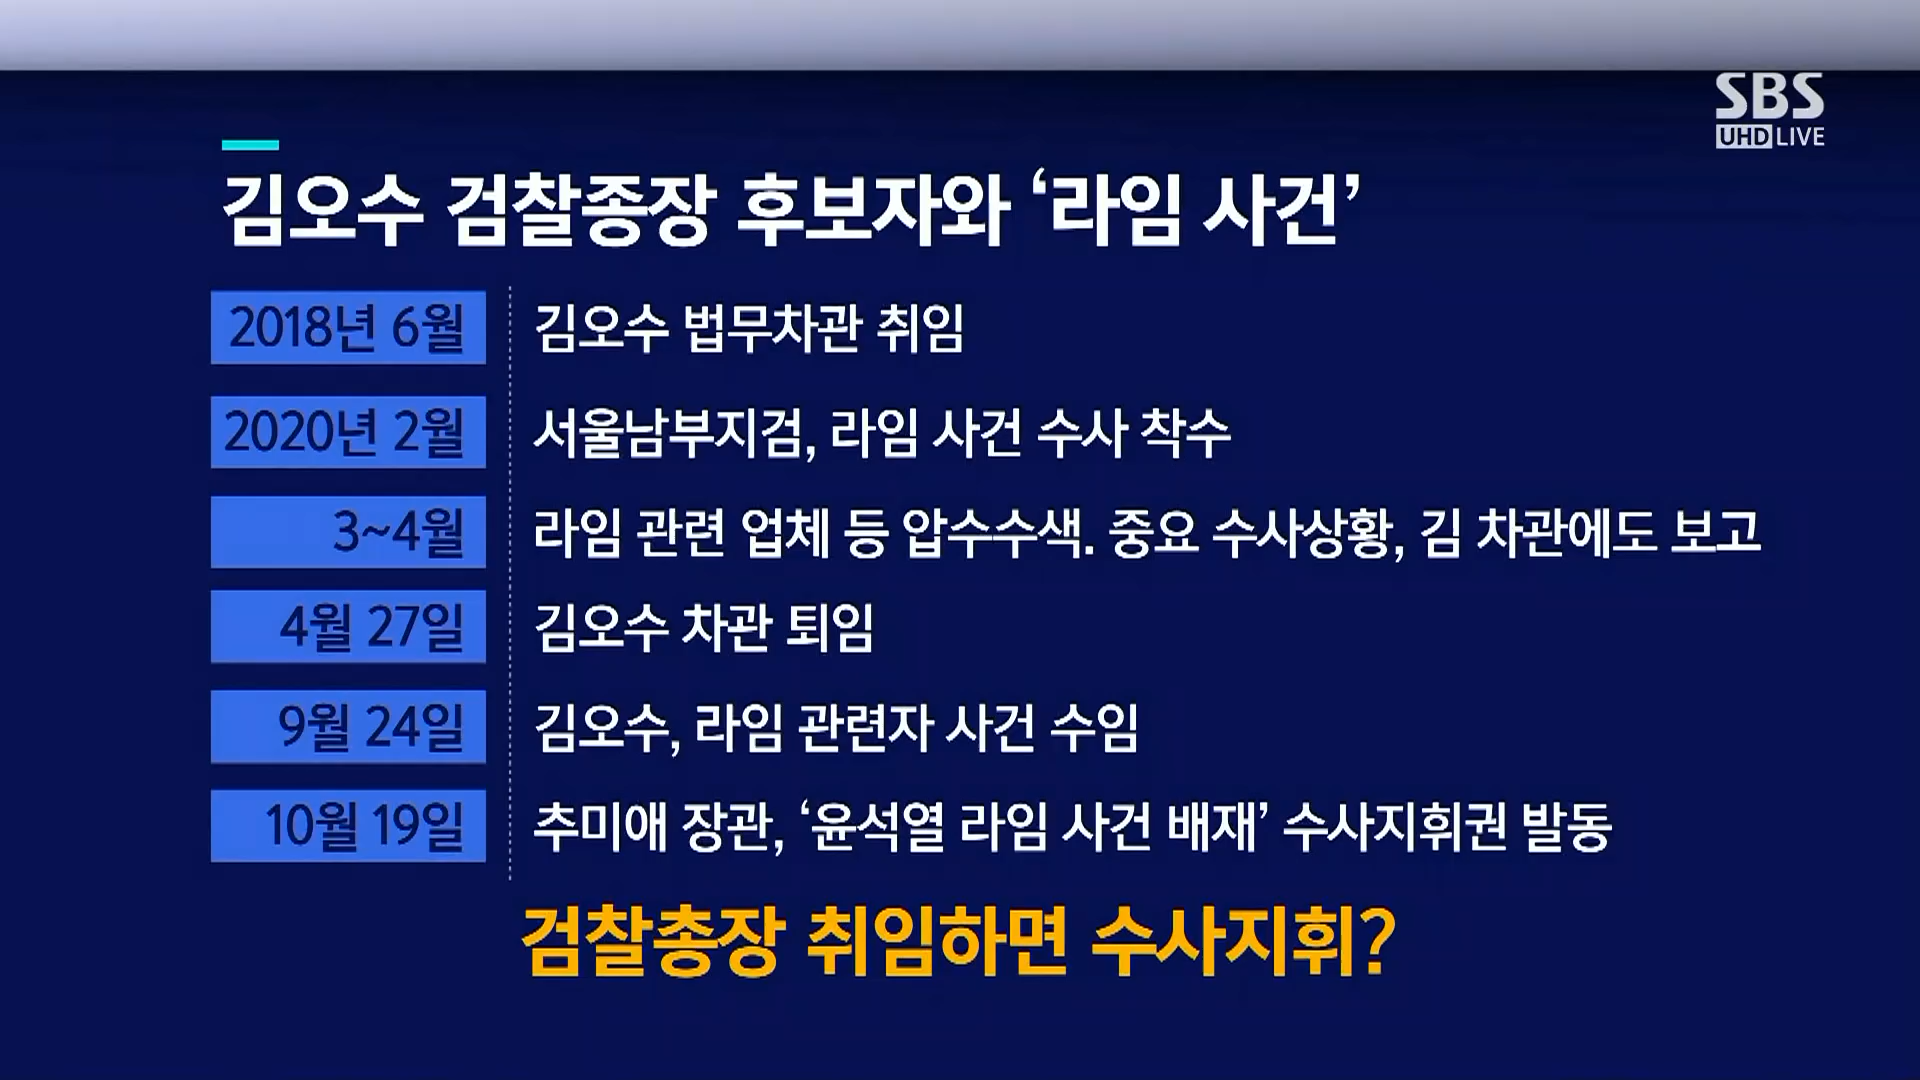 SBS
UHD LIVE
김오수 검찰종장 후보자와 ‘라임 사건’
2018년 6월 김오수 법무차관 취임
2020년 2월 서울남부지검, 라임 사건 수사 착수
3~4월 라임 관련 업체 등 압수수색. 중요 수사상황, 김 차관에도 보고
4월 27일 김오수 차관 퇴임
9월 24일 김오수, 라임 관련자 사건 수임
10월 19일 추미애 장관, ‘윤석열 라임 사건 배재’ 수사지휘권 발동
검찰총장 취임하면 수사지휘?